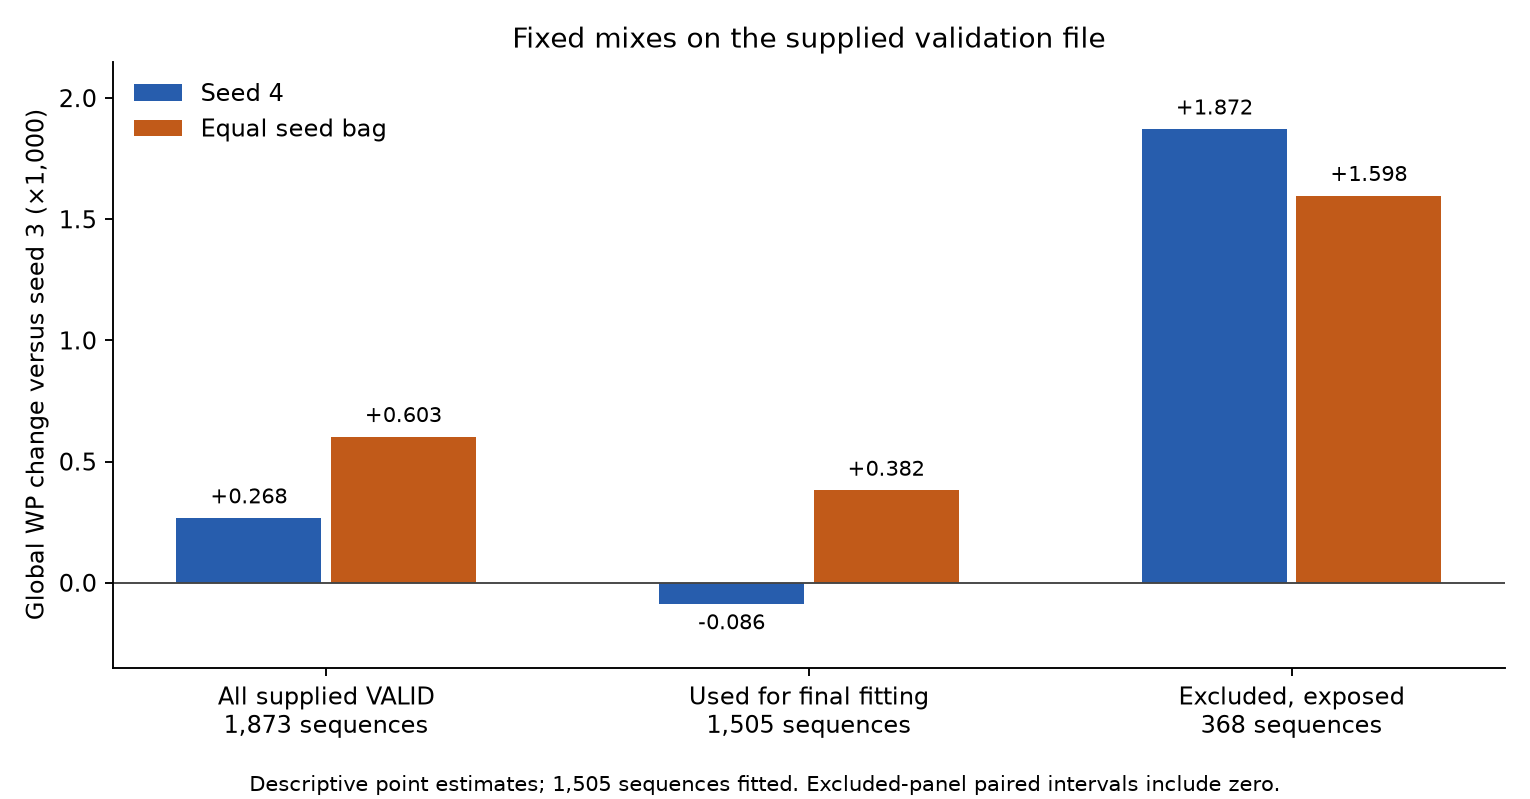 Fixed mixes on the supplied validation file
Global WP change versus seed 3 (×1,000)
2.0
1.5
1.0
0.5
0.0
Seed 4
Equal seed bag
+0.268
+0.603
-0.086
+0.382
+1.872
+1.598
All supplied VALID
1,873 sequences
Used for final fitting
1,505 sequences
Excluded, exposed
368 sequences
Descriptive point estimates; 1,505 sequences fitted. Excluded-panel paired intervals include zero.